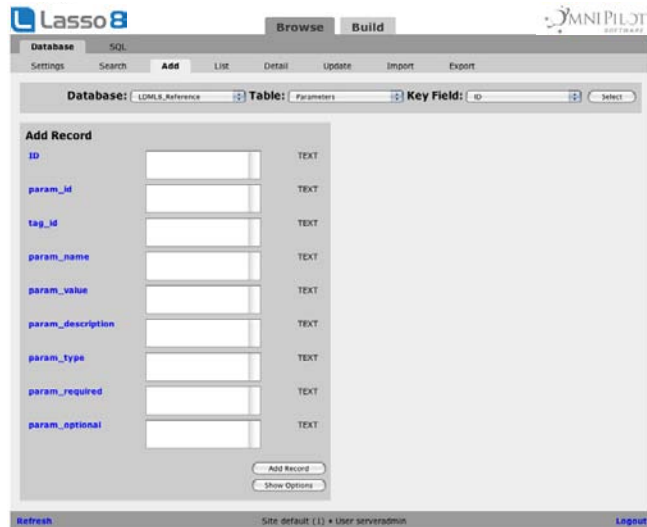 Lasso 8
Browse Build
OMNIPILOT
SOFTWARE
Database SQL
Settings Search Add List Detail Update Import Export
Database: LDML8_Reference Table: Parameters Key Field: ID Select
Add Record
ID TEXT
param_id TEXT
tag_id TEXT
param_name TEXT
param_value TEXT
param_description TEXT
param_type TEXT
param_required TEXT
param_optional TEXT
Add Record
Show Options
Refresh Site default (1) • User serveradmin Logout